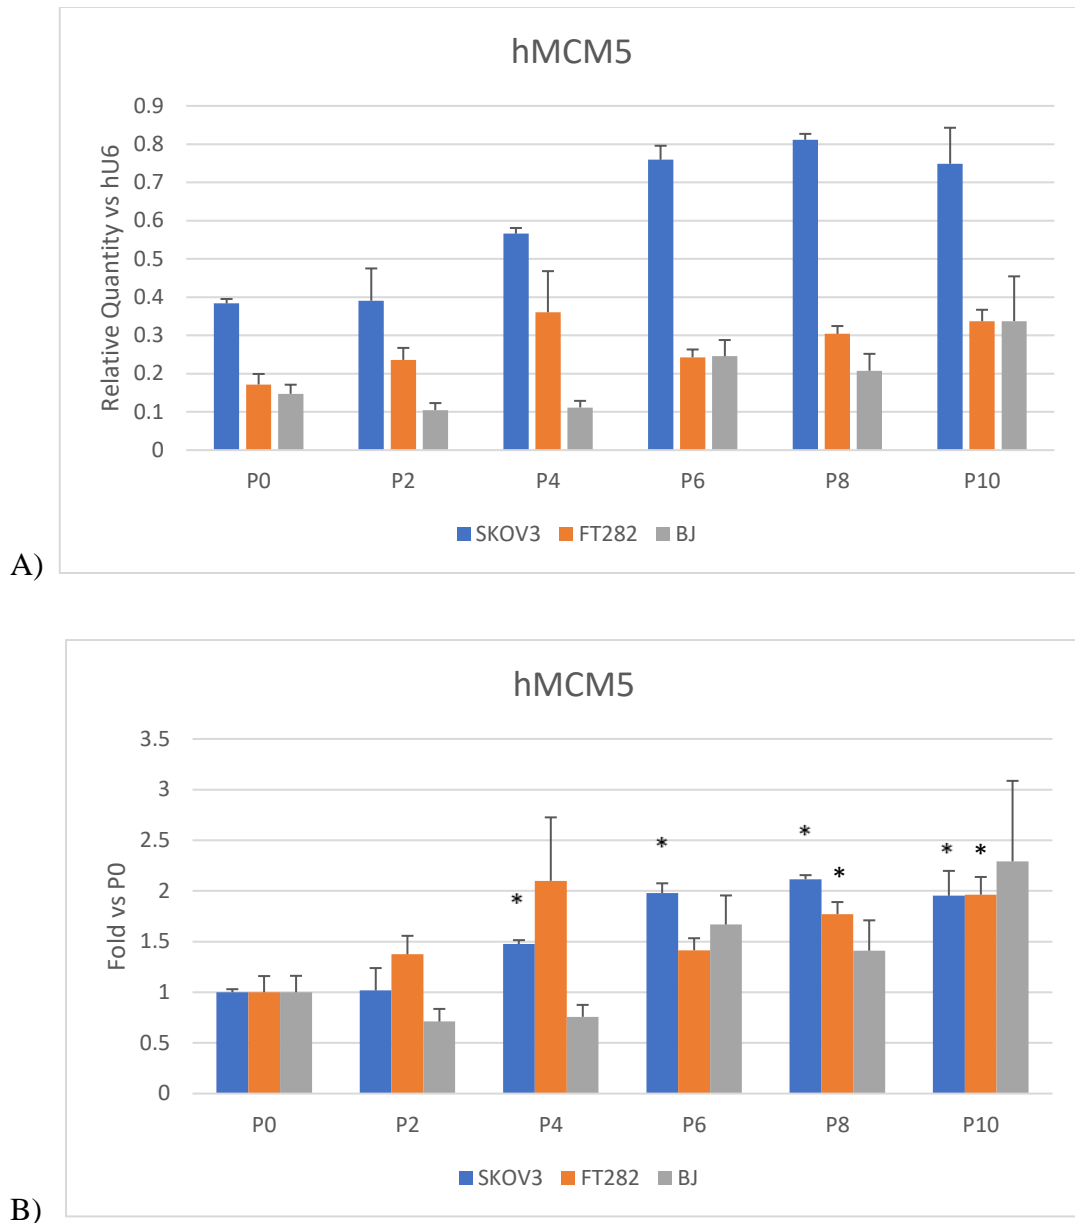 hMCM5
Relative Quantity vs hU6
0.9
0.8
0.7
0.6
0.5
0.4
0.3
0.2
0.1
0
P0 P2 P4 P6 P8 P10
SKOV3 FT282 BJ
A)
hMCM5
Fold vs P0
3.5
3
2.5
2
1.5
1
0.5
0
* * * * * *
P0 P2 P4 P6 P8 P10
SKOV3 FT282 BJ
B)